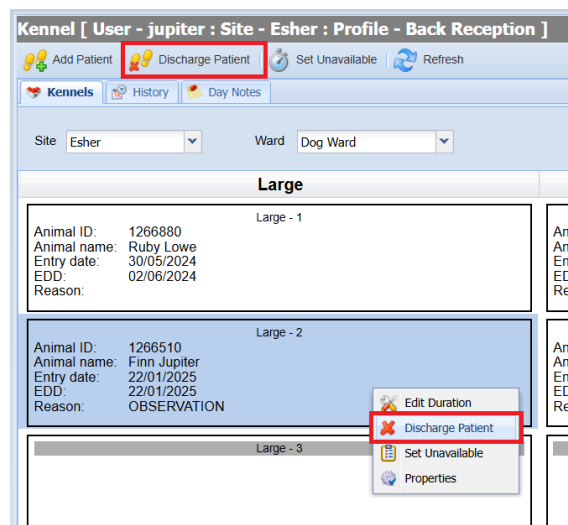 Kennel [ User - jupiter : Site - Esher : Profile - Back Reception ]
Add Patient Discharge Patient Set Unavailable Refresh
Kennels History Day Notes
Site Esher Ward Dog Ward
Large
Large - 1
Animal ID: 1266880
Animal name: Ruby Lowe
Entry date: 30/05/2024
EDD: 02/06/2024
Reason:
Large - 2
Animal ID: 1266510
Animal name: Finn Jupiter
Entry date: 22/01/2025
EDD: 22/01/2025
Reason: OBSERVATION
Edit Duration
Discharge Patient
Set Unavailable
Properties
Large - 3